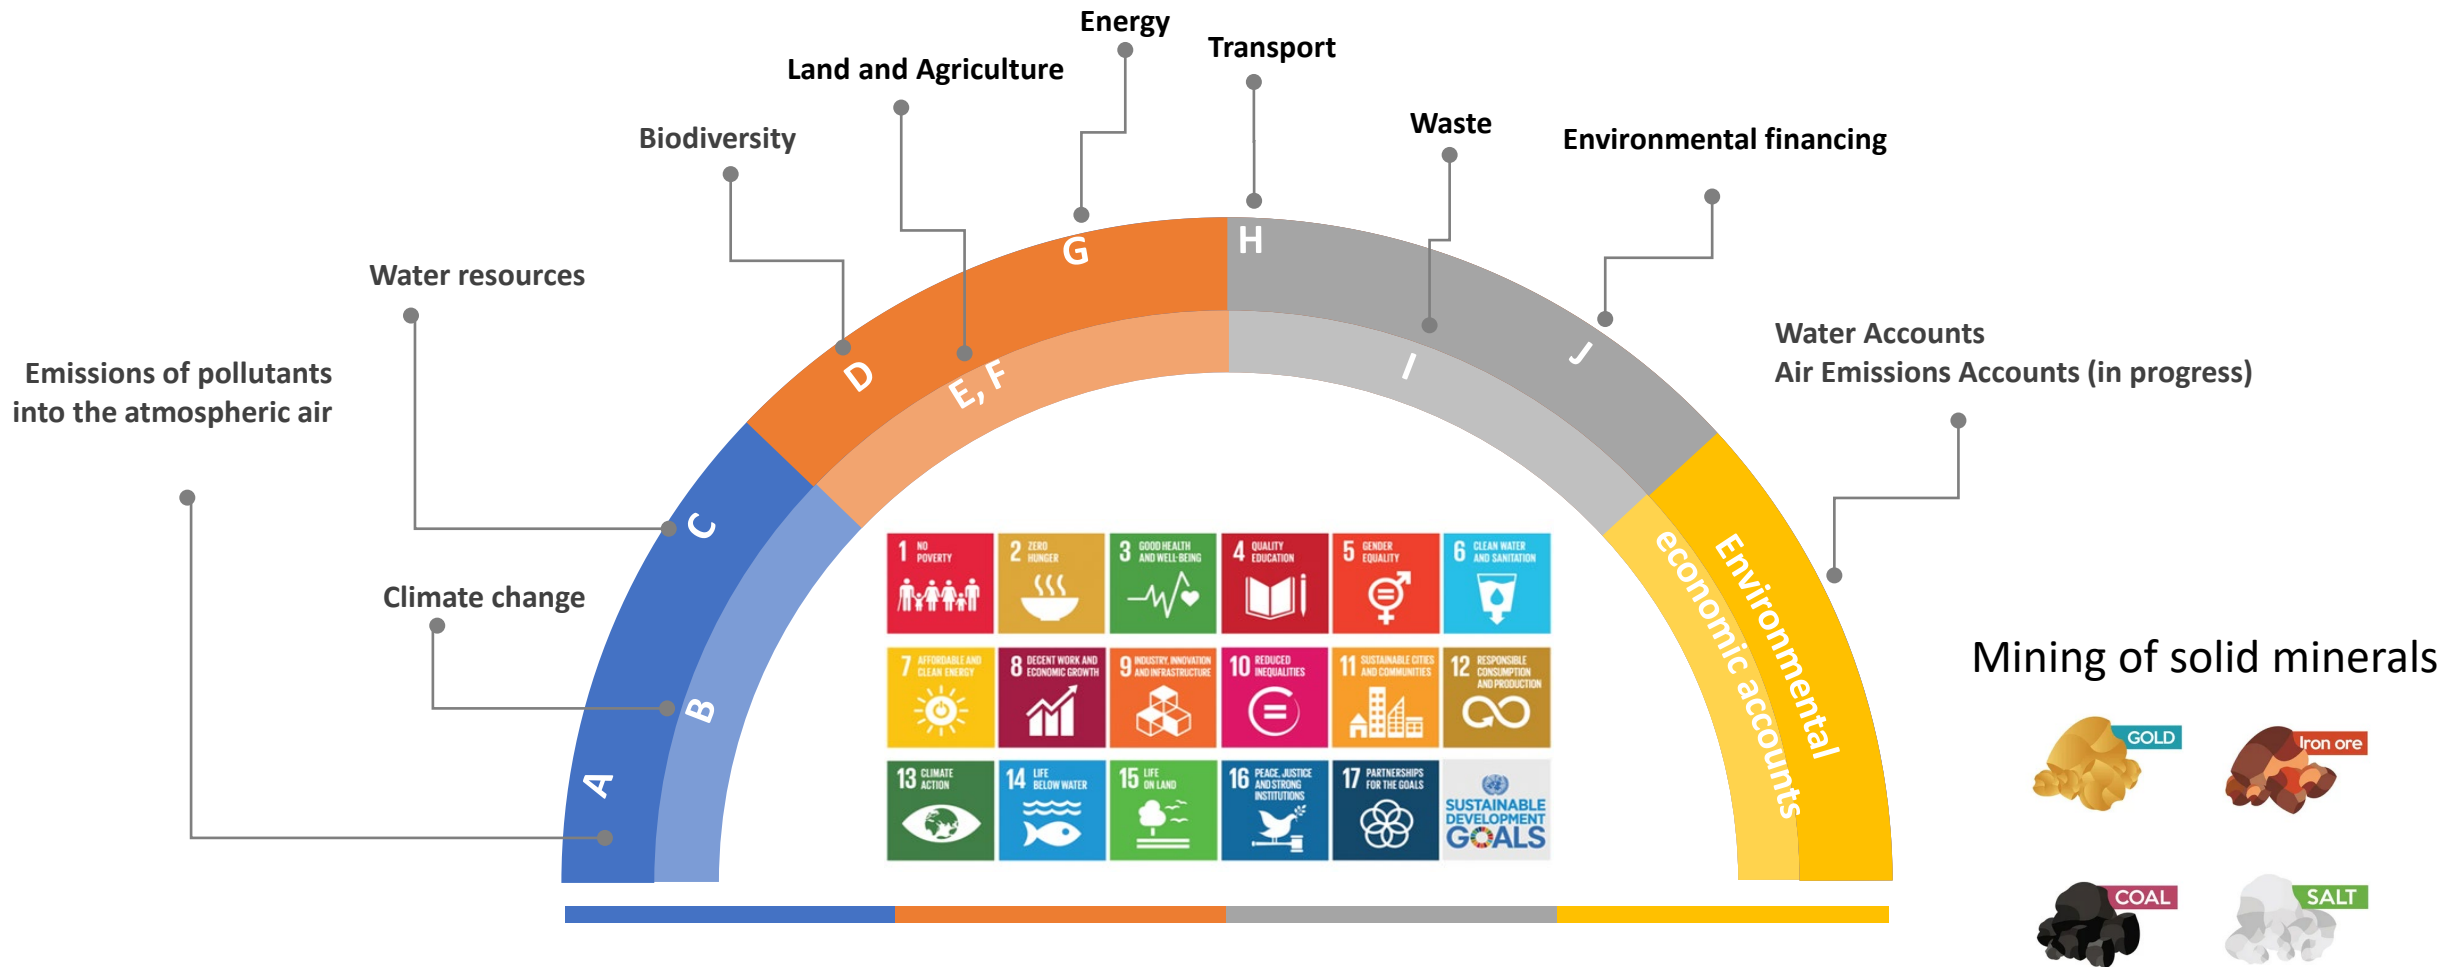 Energy
Transport
Land and Agriculture
Waste
Biodiversity
Environmental financing
G
H
Water resources
Water Accounts
Air Emissions Accounts (in progress)
D
E, F
I
J
Emissions of pollutants
into the atmospheric air
C
Climate change
B
A
Environmental
economic accounts
1 NO
POVERTY
2 ZERO
HUNGER
3 GOOD HEALTH
AND WELL-BEING
4 QUALITY
EDUCATION
5 GENDER
EQUALITY
6 CLEAN WATER
AND SANITATION
7 AFFORDABLE AND
CLEAN ENERGY
8 DECENT WORK AND
ECONOMIC GROWTH
9 INDUSTRY, INNOVATION
AND INFRASTRUCTURE
10 REDUCED
INEQUALITIES
11 SUSTAINABLE CITIES
AND COMMUNITIES
12 RESPONSIBLE
CONSUMPTION
AND PRODUCTION
13 CLIMATE
ACTION
14 LIFE
BELOW WATER
15 LIFE
ON LAND
16 PEACE, JUSTICE
AND STRONG
INSTITUTIONS
17 PARTNERSHIPS
FOR THE GOALS
SUSTAINABLE
DEVELOPMENT
GOALS
Mining of solid minerals
GOLD
Iron ore
COAL
SALT